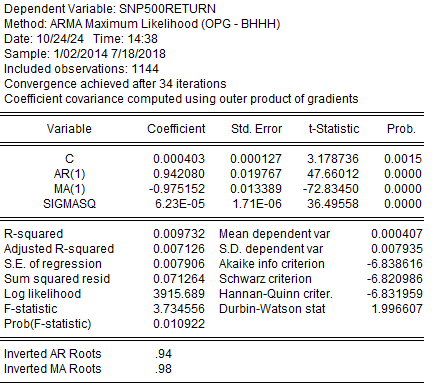 Dependent Variable: SNP500RETURN
Method: ARMA Maximum Likelihood (OPG - BHHH)
Date: 10/24/24 Time: 14:38
Sample: 1/02/2014 7/18/2018
Included observations: 1144
Convergence achieved after 34 iterations
Coefficient covariance computed using outer product of gradients
Variable Coefficient Std. Error t-Statistic Prob.
C 0.000403 0.000127 3.178736 0.0015
AR(1) 0.942080 0.019767 47.66012 0.0000
MA(1) -0.975152 0.013389 -72.83450 0.0000
SIGMASQ 6.23E-05 1.71E-06 36.49558 0.0000
R-squared 0.009732 Mean dependent var 0.000407
Adjusted R-squared 0.007126 S.D. dependent var 0.007935
S.E. of regression 0.007906 Akaike info criterion -6.838616
Sum squared resid 0.071264 Schwarz criterion -6.820986
Log likelihood 3915.689 Hannan-Quinn criter. -6.831959
F-statistic 3.734556 Durbin-Watson stat 1.996607
Prob(F-statistic) 0.010922
Inverted AR Roots .94
Inverted MA Roots .98